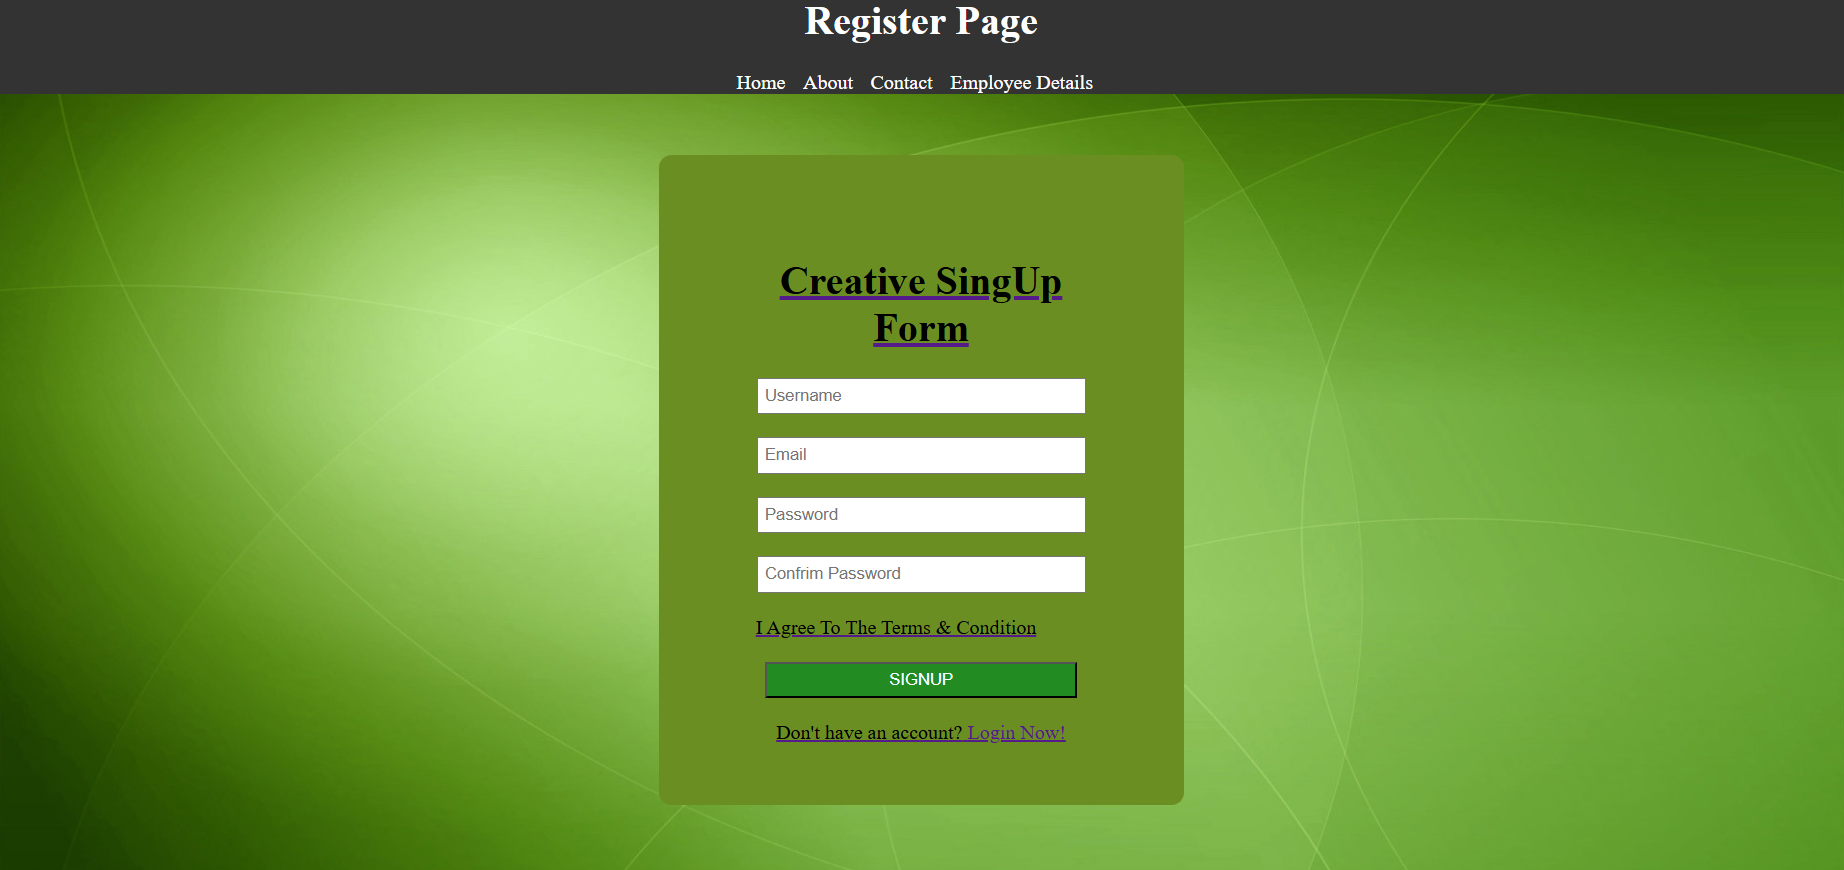 Register Page
Home About Contact Employee Details
Creative SingUp
Form
Username
Email
Password
Confrim Password
I Agree To The Terms & Condition
SIGNUP
Don't have an account? Login Now!